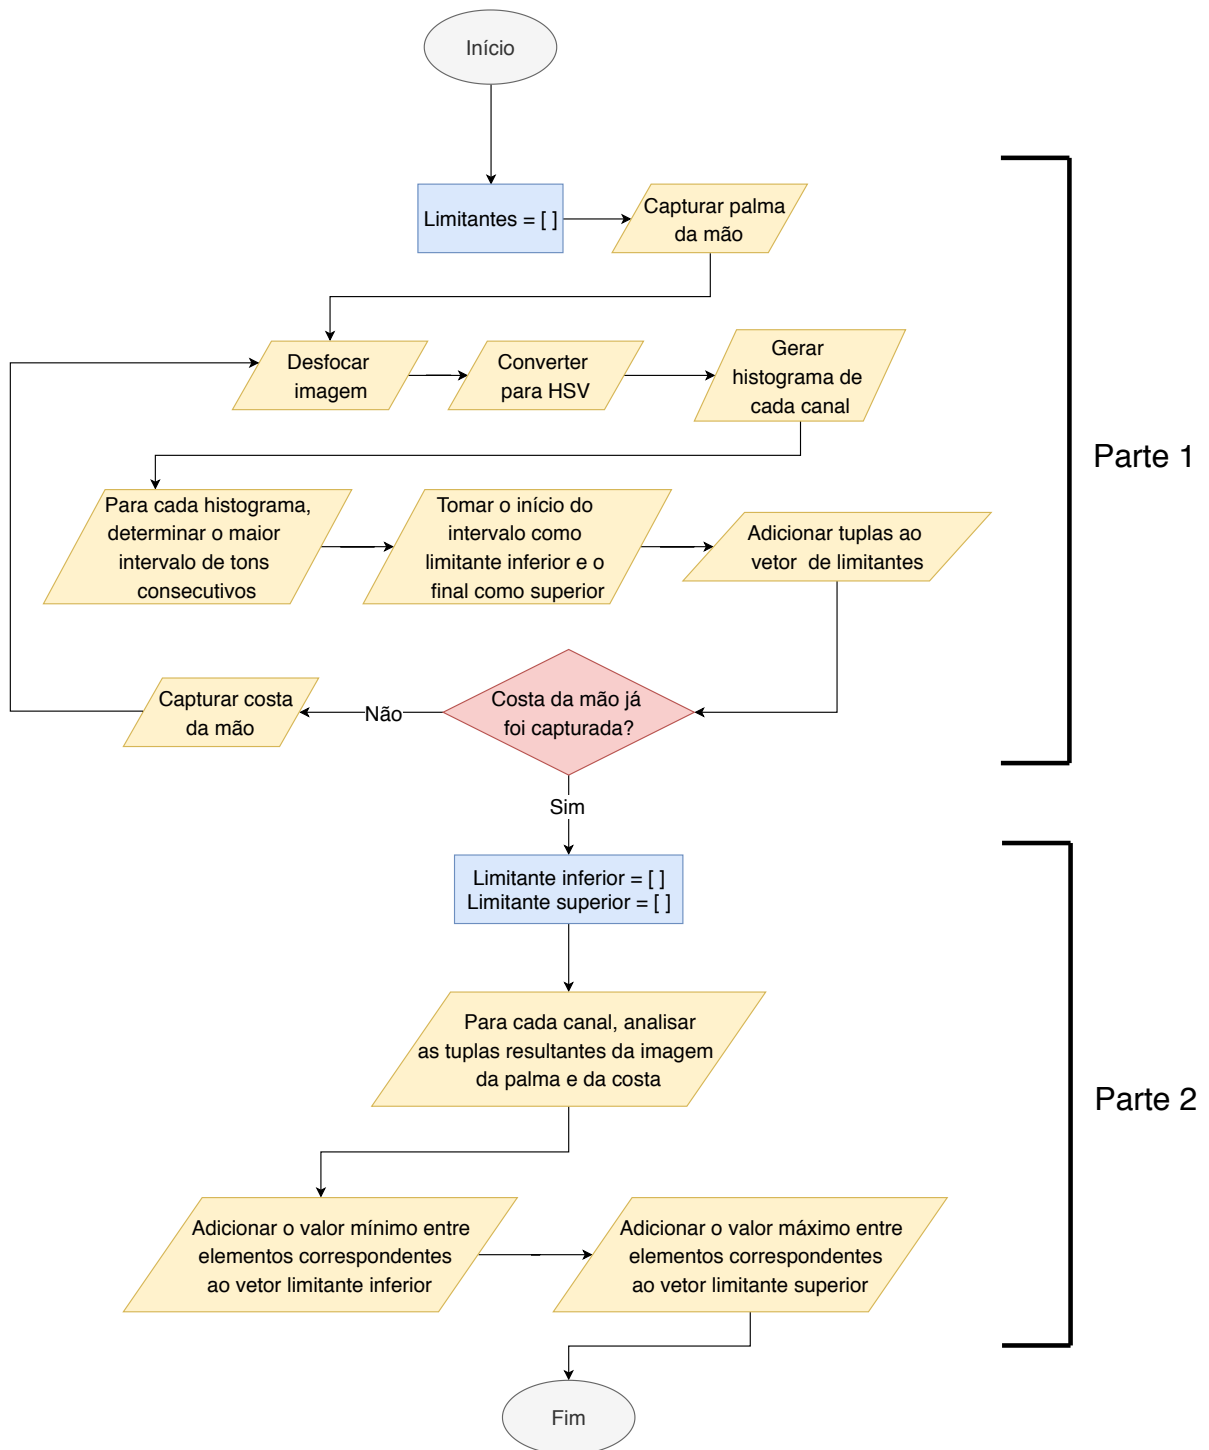 Início
Limitantes = [ ]
Capturar palma
da mão
Desfocar
imagem
Converter
para HSV
Gerar
histograma de
cada canal
Parte 1
Para cada histograma,
determinar o maior
intervalo de tons
consecutivos
Tomar o início do
intervalo como
limitante inferior e o
final como superior
Adicionar tuplas ao
vetor de limitantes
Costa da mão já
foi capturada?
Não
Capturar costa
da mão
Sim
Limitante inferior = [ ]
Limitante superior = [ ]
Para cada canal, analisar
as tuplas resultantes da imagem
da palma e da costa
Parte 2
Adicionar o valor mínimo entre
elementos correspondentes
ao vetor limitante inferior
Adicionar o valor máximo entre
elementos correspondentes
ao vetor limitante superior
Fim